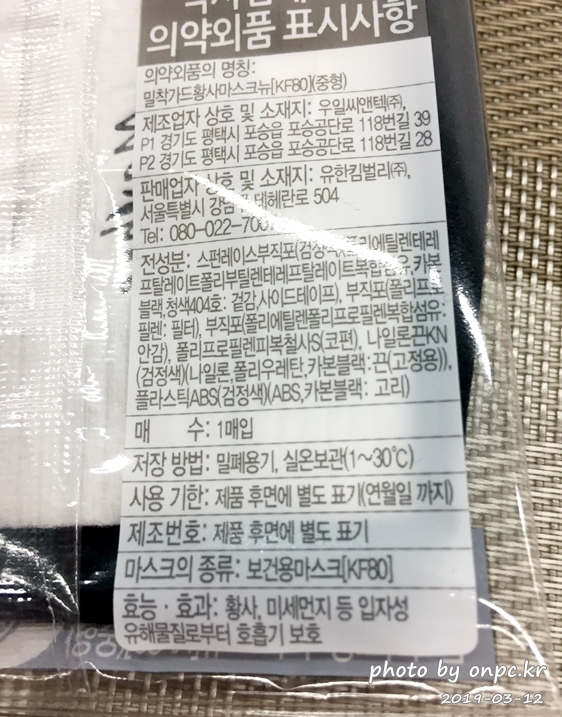 의약외품 표시사항
의약외품의 명칭:
밀착가드황사마스크뉴[KF80](중형)
제조업자 상호 및 소재지: 우일씨앤텍(주),
P1 경기도 평택시 포승읍 포승공단로 118번길 39
P2 경기도 평택시 포승읍 포승공단로 118번길 28
판매업자 상호 및 소재지: 유한킴벌리(주),
서울특별시 강남구 테헤란로 504
Tel: 080-022-700
전성분: 스펀레이스부직포(검정색)(폴리에틸렌테레
프탈레이트폴리부틸렌테레프탈레이트복합섬유,카본
블랙,청색404호: 겉감,사이드테이프), 부직포(폴리프로
필렌: 필터), 부직포(폴리에틸렌폴리프로필렌복합섬유:
안감), 폴리프로필렌피복철사S(코편), 나일론끈KN
(검정색)(나일론,폴리우레탄,카본블랙:끈(고정용)),
플라스틱ABS(검정색)(ABS,카본블랙: 고리)
매 수: 1매입
저장 방법: 밀폐용기, 실온보관(1~30℃)
사용 기한: 제품 후면에 별도 표기(연월일 까지)
제조번호: 제품 후면에 별도 표기
마스크의 종류: 보건용마스크[KF80]
효능·효과: 황사, 미세먼지 등 입자성
유해물질로부터 호흡기 보호
photo by onpc.kr
2019-03-12